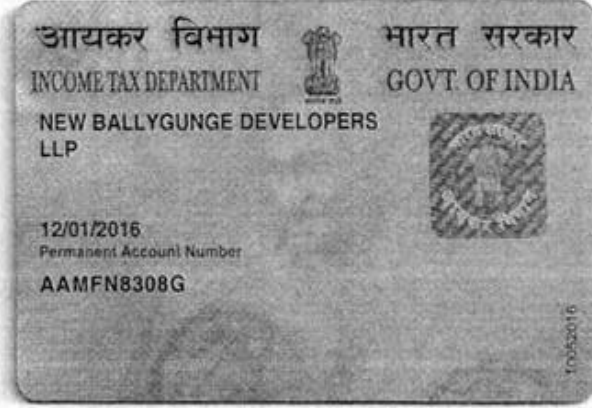 आयकर विभाग
भारत सरकार
INCOME TAX DEPARTMENT
GOVT. OF INDIA
NEW BALLYGUNGE DEVELOPERS
LLP
12/01/2016
Permanent Account Number
AAMFN8308G
10052016